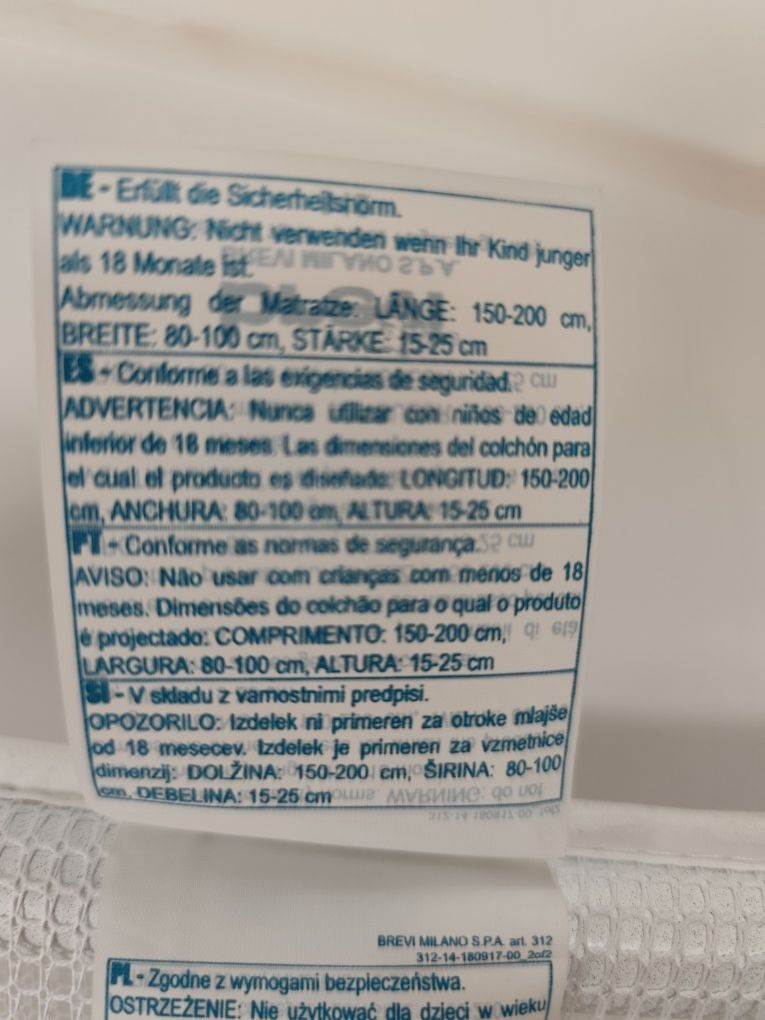 DE - Erfüllt die Sicherheitsnorm.
WARNUNG: Nicht verwenden wenn Ihr Kind junger
als 18 Monate ist.
Abmessung der Matratze: LÄNGE: 150-200 cm,
BREITE: 80-100 cm, STÄRKE: 15-25 cm
ES - Conforme a las exigencias de seguridad.
ADVERTENCIA: Nunca utilizar con niños de edad
inferior de 18 meses. Las dimensiones del colchón para
el cual el producto es diseñado: LONGITUD: 150-200
cm, ANCHURA: 80-100 cm, ALTURA: 15-25 cm
PT - Conforme as normas de segurança.
AVISO: Não usar com crianças com menos de 18
meses. Dimensões do colchão para o qual o produto
é projectado: COMPRIMENTO: 150-200 cm,
LARGURA: 80-100 cm, ALTURA: 15-25 cm
SI - V skladu z varnostnimi predpisi.
OPOZORILO: Izdelek ni primeren za otroke mlajše
od 18 mesecev. Izdelek je primeren za vzmetnice
dimenzij: DOLŽINA: 150-200 cm, ŠIRINA: 80-100
cm, DEBELINA: 15-25 cm
BREVI MILANO S.P.A. art. 312
312-14-180917-00_2of2
PL - Zgodne z wymogami bezpieczeństwa.
OSTRZEŻENIE: Nie użytkować dla dzieci w wieku